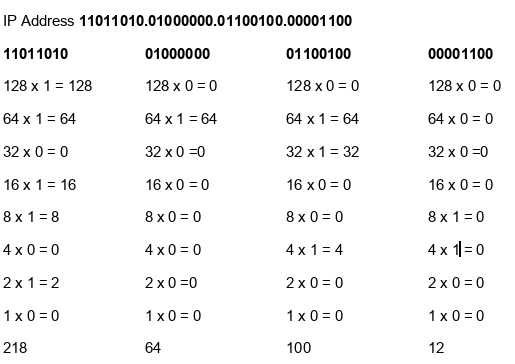 IP Address 11011010.01000000.01100100.00001100
11011010 01000000 01100100 00001100
128 x 1 = 128 128 x 0 = 0 128 x 0 = 0 128 x 0 = 0
64 x 1 = 64 64 x 1 = 64 64 x 1 = 64 64 x 0 = 0
32 x 0 = 0 32 x 0 =0 32 x 1 = 32 32 x 0 =0
16 x 1 = 16 16 x 0 = 0 16 x 0 = 0 16 x 0 = 0
8 x 1 = 8 8 x 0 = 0 8 x 0 = 0 8 x 1 = 0
4 x 0 = 0 4 x 0 = 0 4 x 1 = 4 4 x 1 = 0
2 x 1 = 2 2 x 0 =0 2 x 0 = 0 2 x 0 = 0
1 x 0 = 0 1 x 0 = 0 1 x 0 = 0 1 x 0 = 0
218 64 100 12